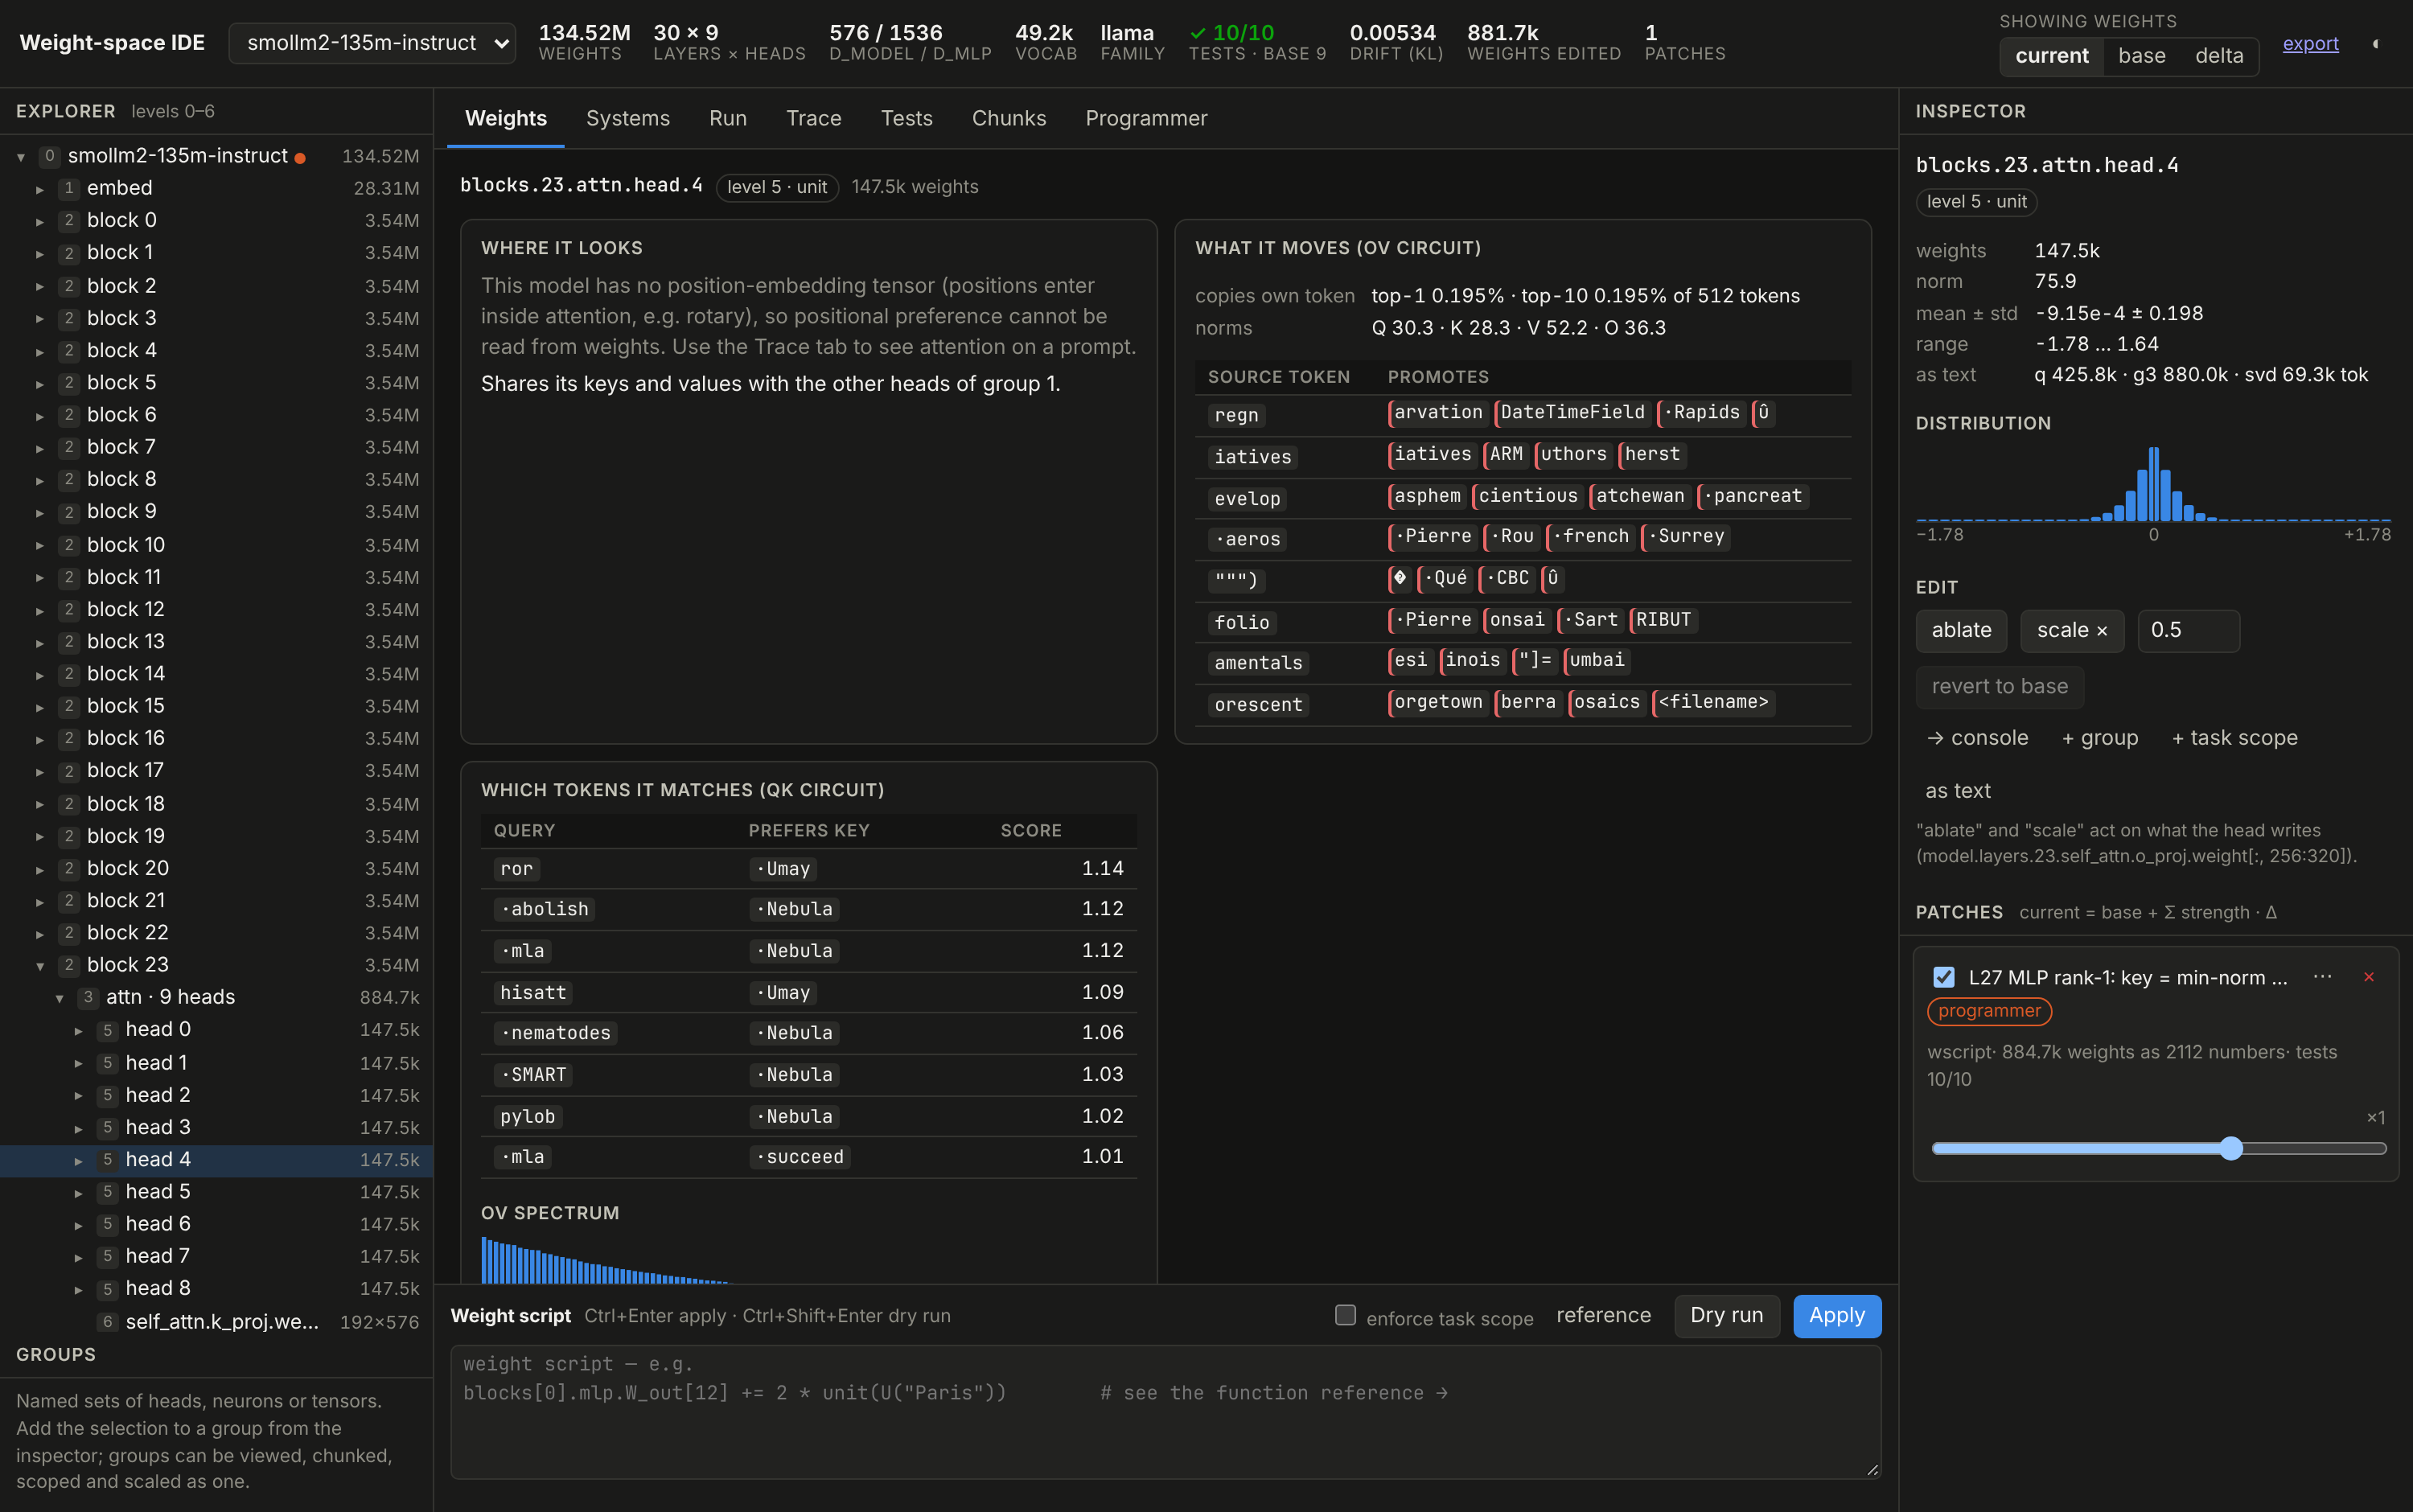 Weight-space IDE
smollm2-135m-instruct
134.52M
WEIGHTS
30 × 9
LAYERS × HEADS
576 / 1536
D_MODEL / D_MLP
49.2k
VOCAB
llama
FAMILY
✓ 10/10
TESTS · BASE 9
0.00534
DRIFT (KL)
881.7k
WEIGHTS EDITED
1
PATCHES
SHOWING WEIGHTS
current base delta
export
EXPLORER levels 0–6
0 smollm2-135m-instruct 134.52M
1 embed 28.31M
2 block 0 3.54M
2 block 1 3.54M
2 block 2 3.54M
2 block 3 3.54M
2 block 4 3.54M
2 block 5 3.54M
2 block 6 3.54M
2 block 7 3.54M
2 block 8 3.54M
2 block 9 3.54M
2 block 10 3.54M
2 block 11 3.54M
2 block 12 3.54M
2 block 13 3.54M
2 block 14 3.54M
2 block 15 3.54M
2 block 16 3.54M
2 block 17 3.54M
2 block 18 3.54M
2 block 19 3.54M
2 block 20 3.54M
2 block 21 3.54M
2 block 22 3.54M
2 block 23 3.54M
3 attn · 9 heads 884.7k
5 head 0 147.5k
5 head 1 147.5k
5 head 2 147.5k
5 head 3 147.5k
5 head 4 147.5k
5 head 5 147.5k
5 head 6 147.5k
5 head 7 147.5k
5 head 8 147.5k
6 self_attn.k_proj.we... 192×576
GROUPS
Named sets of heads, neurons or tensors.
Add the selection to a group from the
inspector; groups can be viewed, chunked,
scoped and scaled as one.
Weights Systems Run Trace Tests Chunks Programmer
blocks.23.attn.head.4 level 5 · unit 147.5k weights
WHERE IT LOOKS
This model has no position-embedding tensor (positions enter
inside attention, e.g. rotary), so positional preference cannot be
read from weights. Use the Trace tab to see attention on a prompt.
Shares its keys and values with the other heads of group 1.
WHAT IT MOVES (OV CIRCUIT)
copies own token top-1 0.195% · top-10 0.195% of 512 tokens
norms Q 30.3 · K 28.3 · V 52.2 · O 36.3
SOURCE TOKEN PROMOTES
regn arvation DateTimeField ·Rapids Û
iatives iatives ARM uthors herst
evelop asphem cientious atchewan ·pancreat
·aeros ·Pierre ·Rou ·french ·Surrey
""") � ·Qué ·CBC Û
folio ·Pierre onsai ·Sart RIBUT
amentals esi inois "]= umbai
orescent orgetown berra osaics <filename>
WHICH TOKENS IT MATCHES (QK CIRCUIT)
QUERY PREFERS KEY SCORE
ror ·Umay 1.14
·abolish ·Nebula 1.12
·mla ·Nebula 1.12
hisatt ·Umay 1.09
·nematodes ·Nebula 1.06
·SMART ·Nebula 1.03
pylob ·Nebula 1.02
·mla ·succeed 1.01
OV SPECTRUM
Weight script Ctrl+Enter apply · Ctrl+Shift+Enter dry run
enforce task scope reference Dry run Apply
weight script — e.g.
blocks[0].mlp.W_out[12] += 2 * unit(U("Paris")) # see the function reference →
INSPECTOR
blocks.23.attn.head.4
level 5 · unit
weights 147.5k
norm 75.9
mean ± std -9.15e-4 ± 0.198
range -1.78 … 1.64
as text q 425.8k · g3 880.0k · svd 69.3k tok
DISTRIBUTION
−1.78 0 +1.78
EDIT
ablate scale × 0.5
revert to base
→ console + group + task scope
as text
"ablate" and "scale" act on what the head writes
(model.layers.23.self_attn.o_proj.weight[:, 256:320]).
PATCHES current = base + Σ strength · Δ
L27 MLP rank-1: key = min-norm ... ⋯ ×
programmer
wscript· 884.7k weights as 2112 numbers· tests
10/10
×1